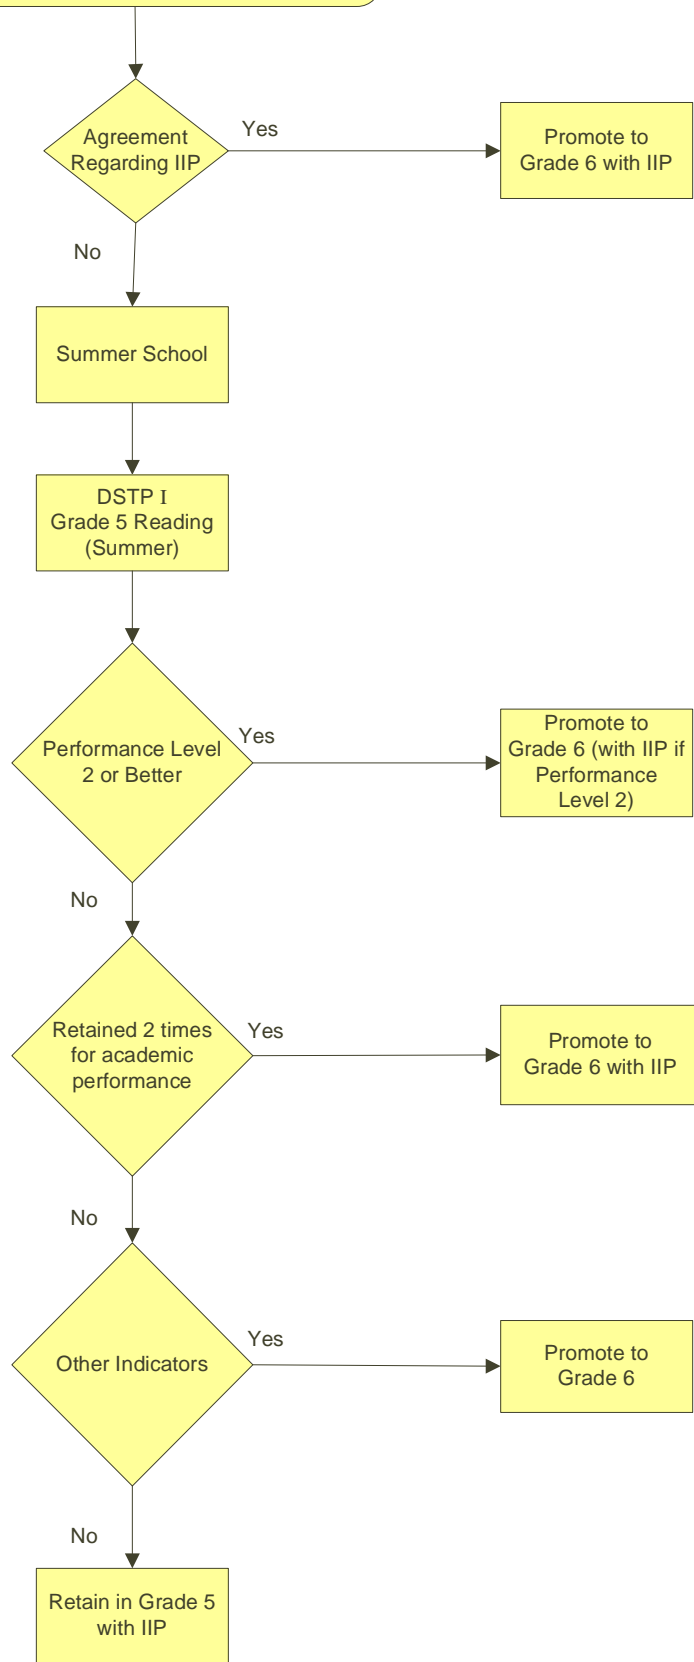 Agreement
Regarding IIP
Yes
Promote to
Grade 6 with IIP
No
Summer School
DSTP I
Grade 5 Reading
(Summer)
Performance Level
2 or Better
Yes
Promote to
Grade 6 (with IIP if
Performance
Level 2)
No
Retained 2 times
for academic
performance
Yes
Promote to
Grade 6 with IIP
No
Other Indicators
Yes
Promote to
Grade 6
No
Retain in Grade 5
with IIP